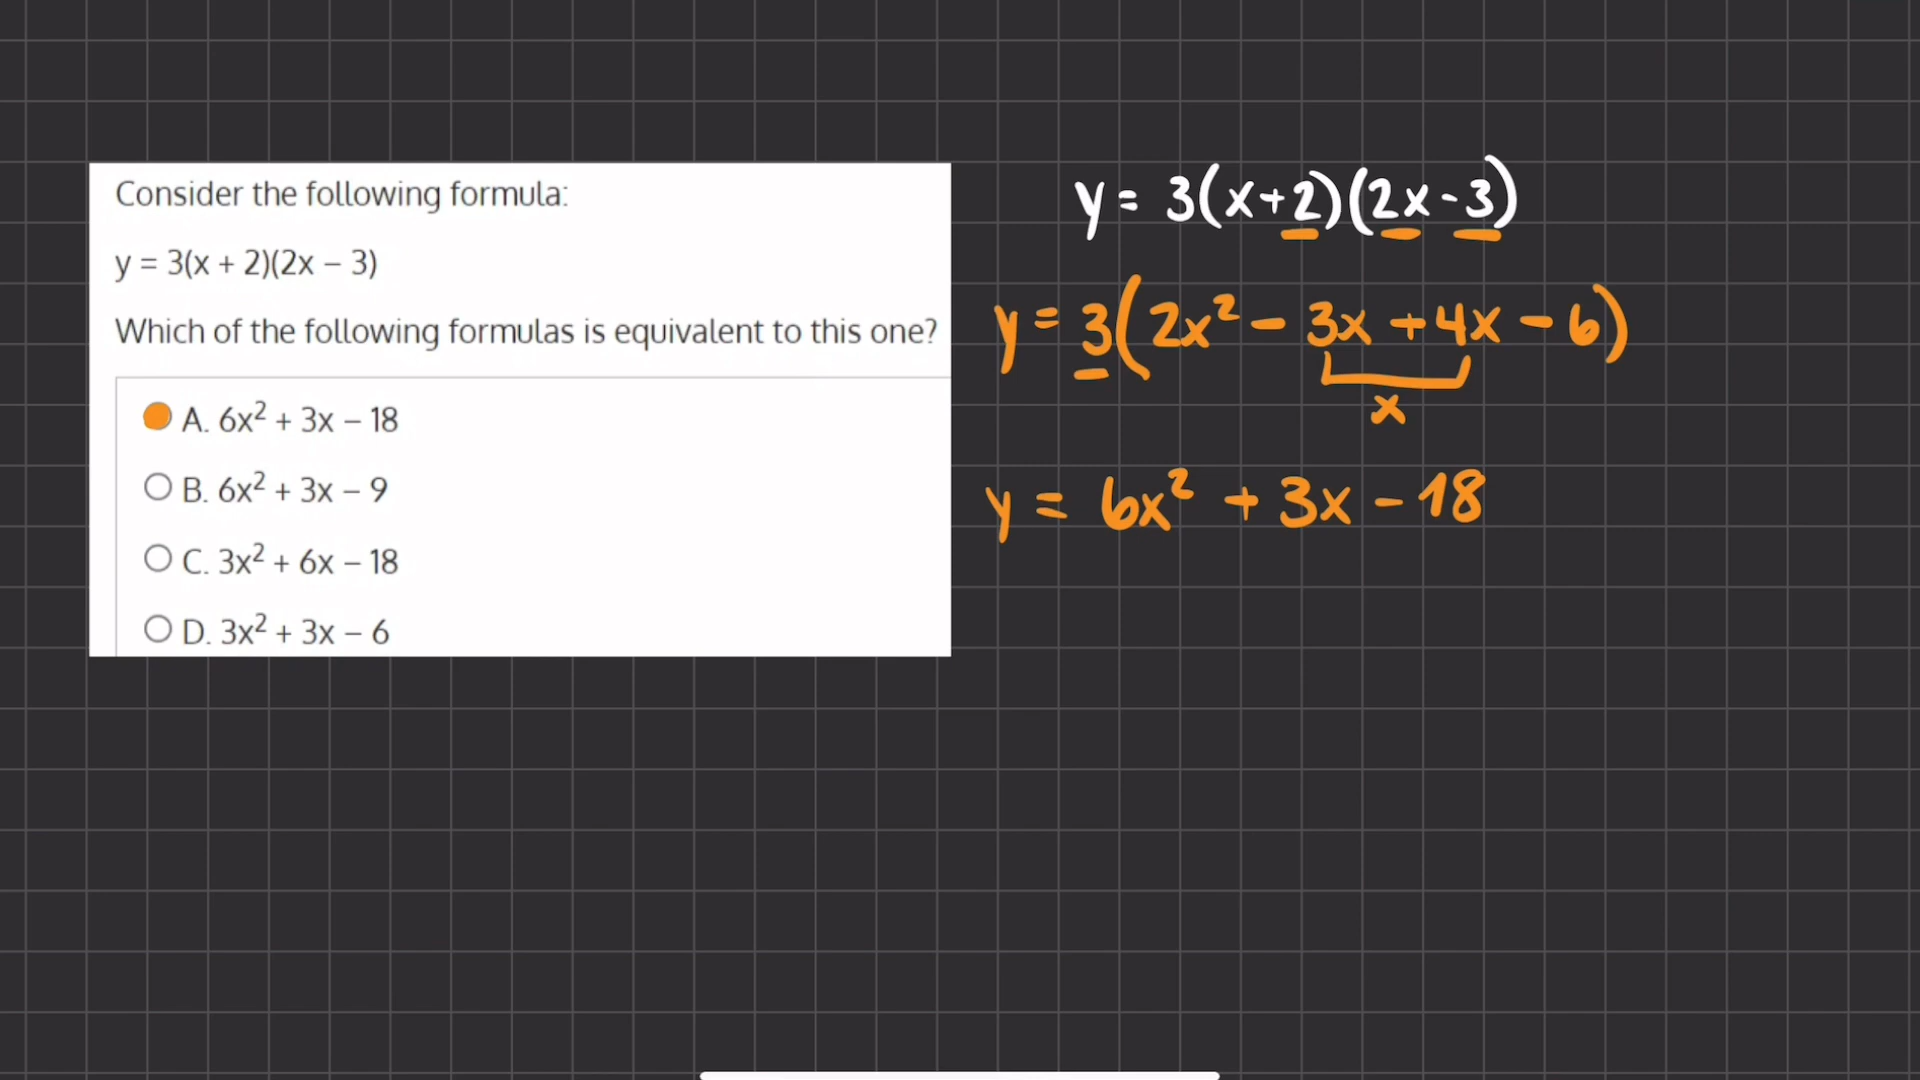 Consider the following formula:
y = 3(x + 2)(2x – 3)
Which of the following formulas is equivalent to this one?
A. 6x² + 3x – 18
B. 6x² + 3x – 9
C. 3x² + 6x – 18
D. 3x² + 3x – 6
y = 3(x+2)(2x-3)
y = 3(2x² - 3x + 4x - 6)
x
y = 6x² + 3x - 18